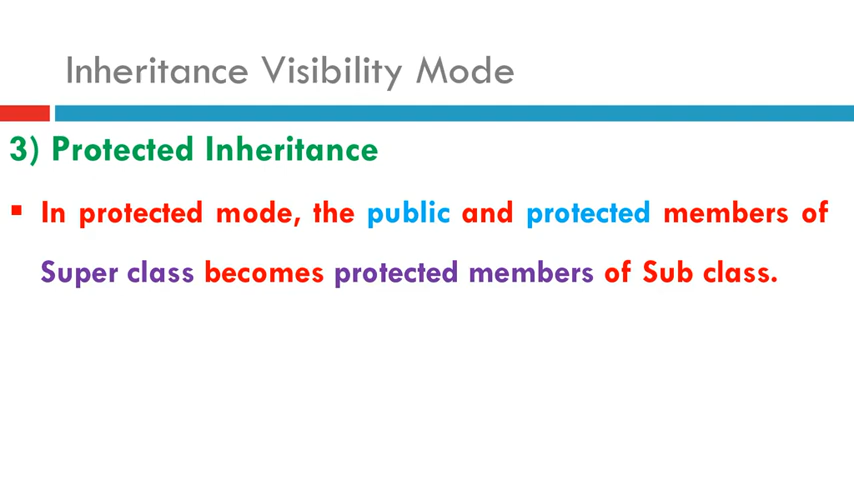 Inheritance Visibility Mode
3) Protected Inheritance
▪ In protected mode, the public and protected members of
Super class becomes protected members of Sub class.